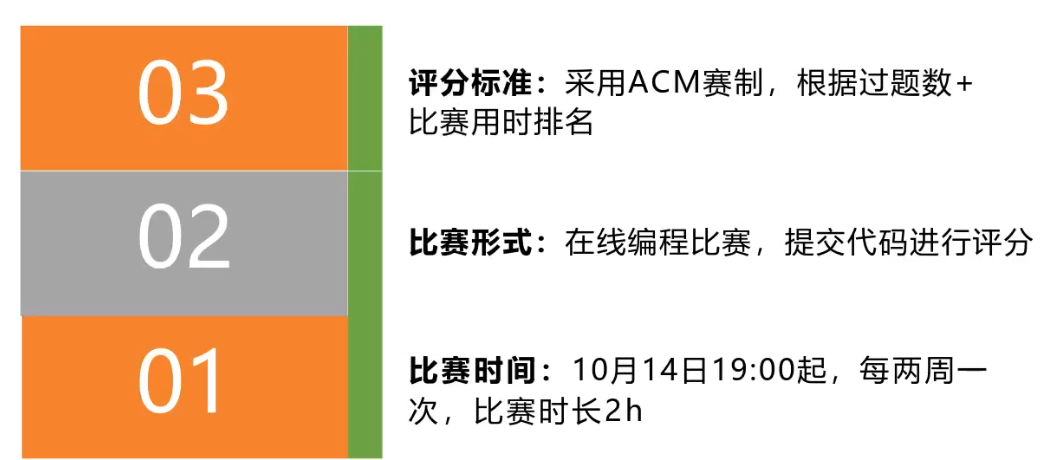 03
评分标准：采用ACM赛制，根据过题数+
比赛用时排名
02
比赛形式：在线编程比赛，提交代码进行评分
01
比赛时间：10月14日19:00起，每两周一
次，比赛时长2h